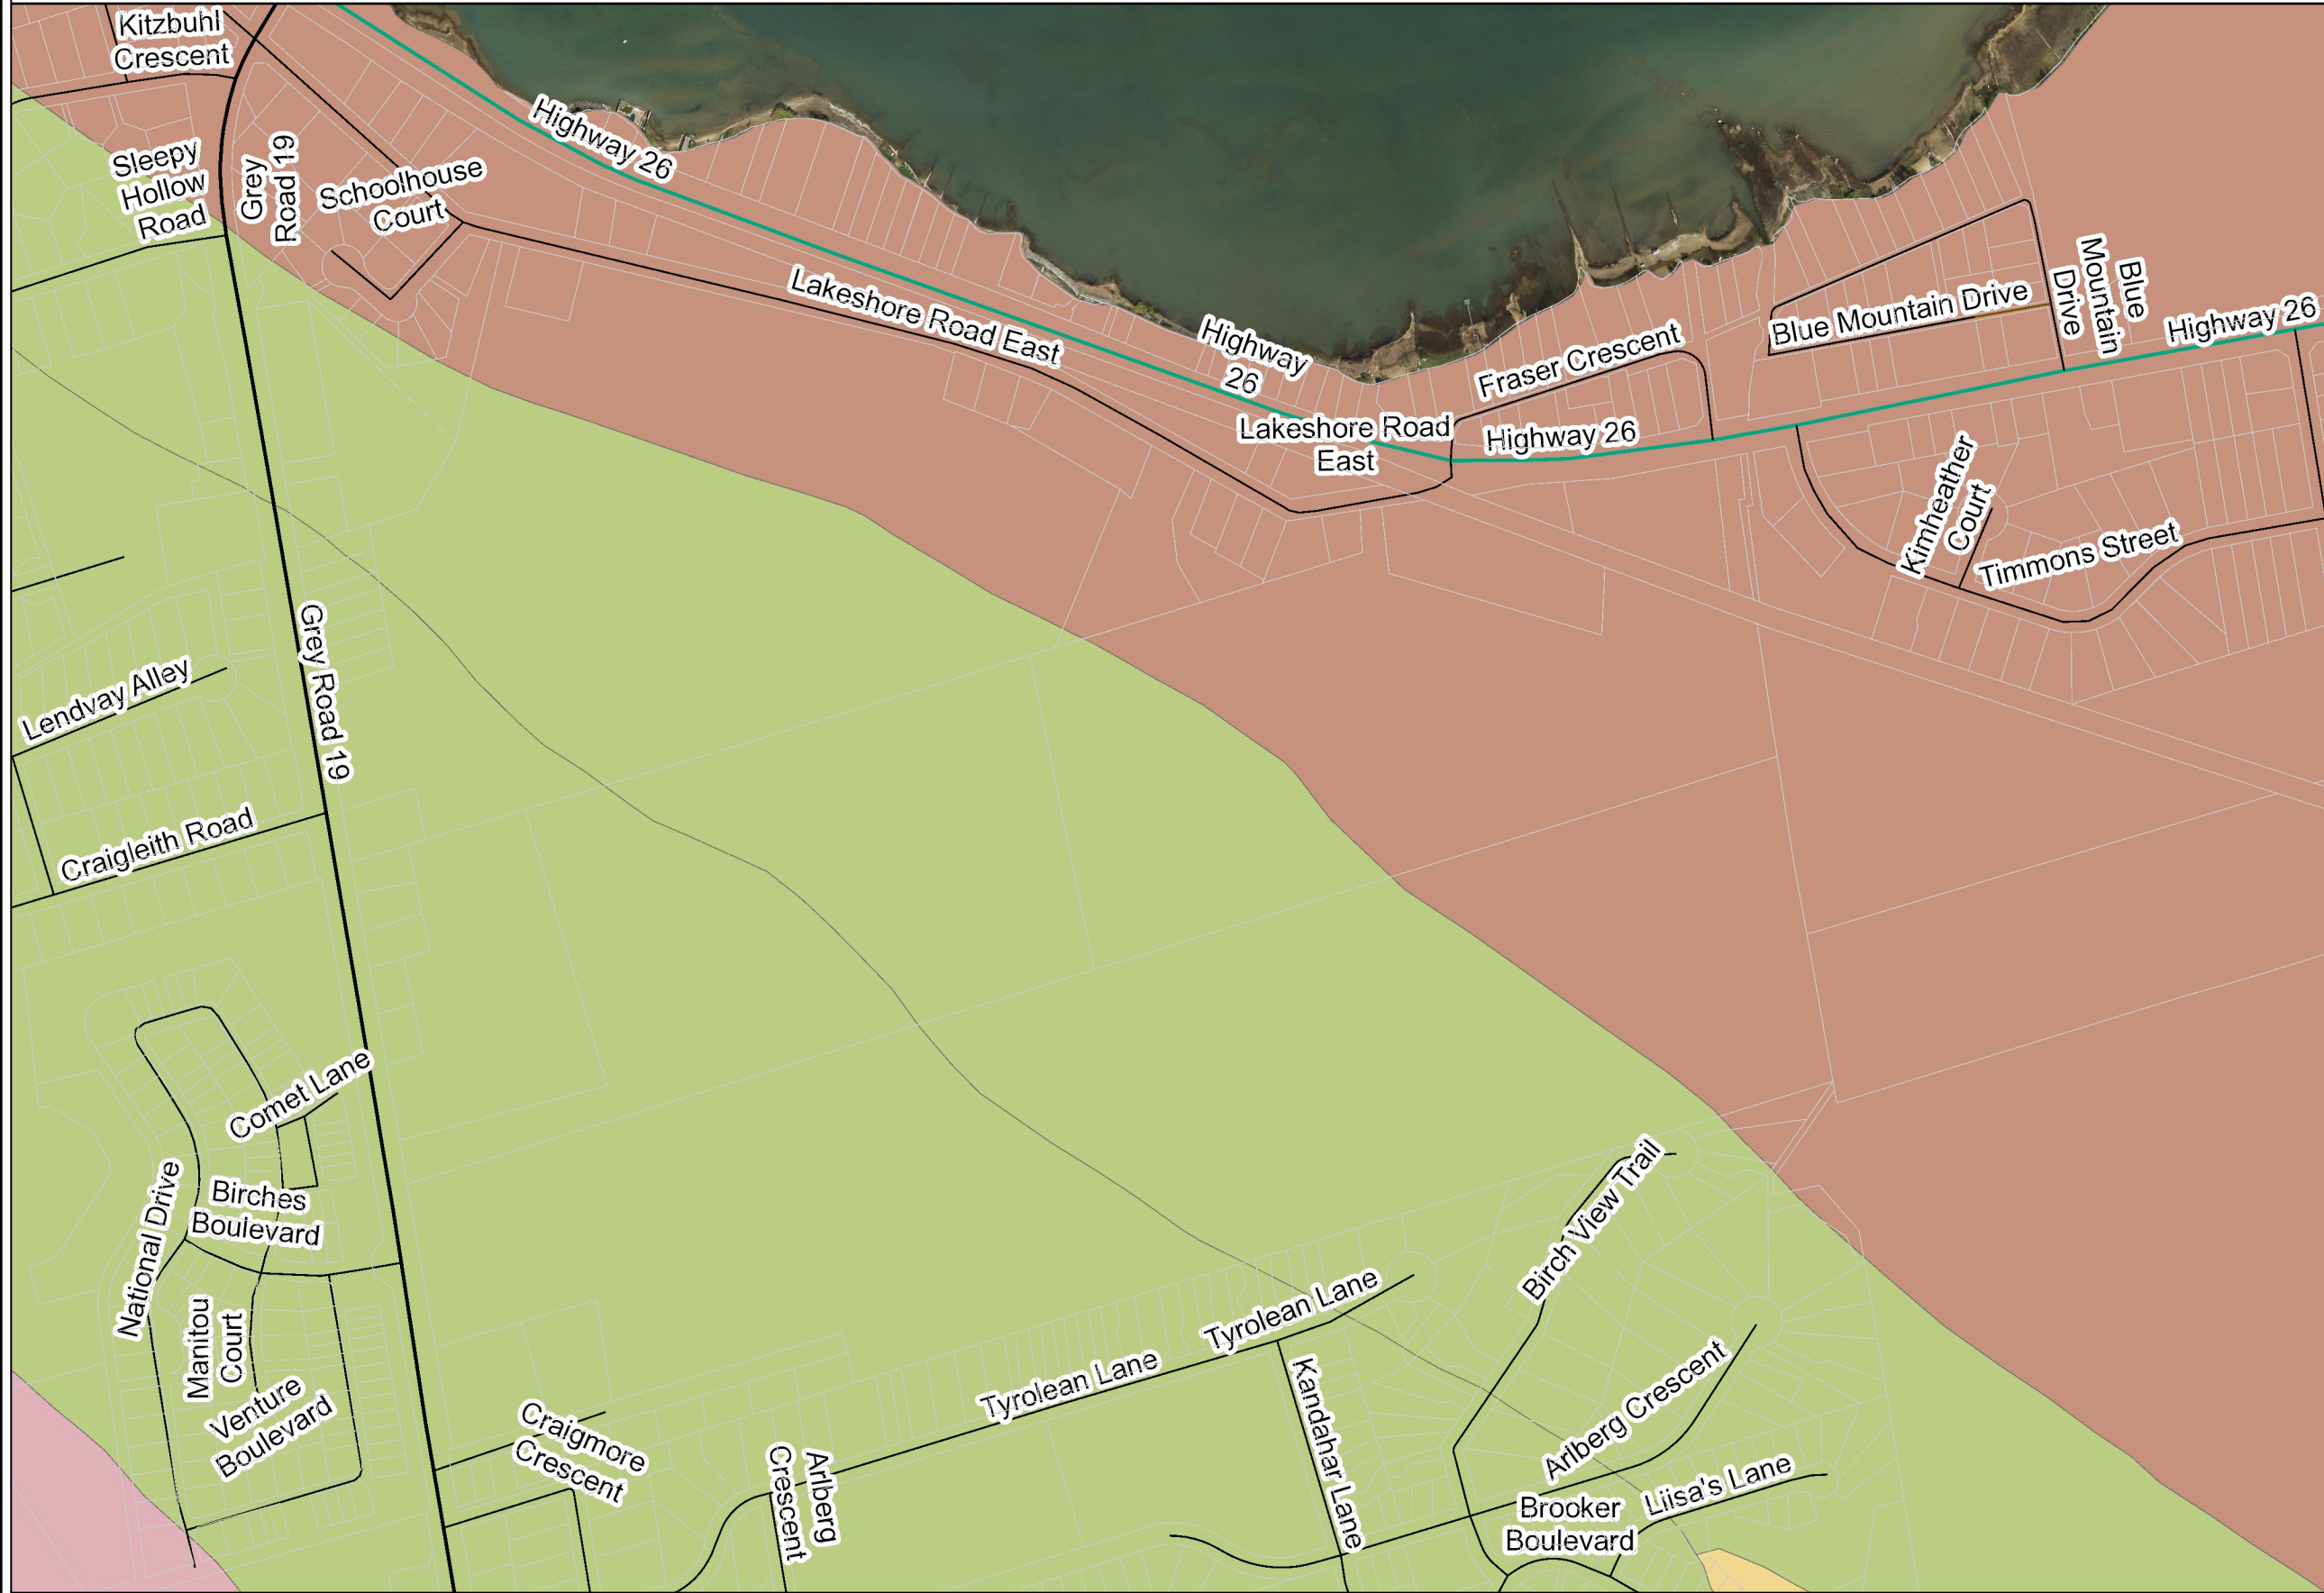 Kitzbuhl
Crescent
Highway 26
Sleepy
Hollow
Road
Grey
Road 19
Schoolhouse
Court
Lakeshore Road East
Highway
26
Blue
Mountain
Drive
Blue Mountain Drive
Highway 26
Fraser Crescent
Lakeshore Road
East
Highway 26
Kimheather
Court
Timmons Street
Grey Road 19
Lendvay Alley
Craigleith Road
Comet Lane
Birches
Boulevard
National Drive
Manitou
Court
Venture
Boulevard
Birch View Trail
Tyrolean Lane
Tyrolean Lane
Craigmore
Crescent
Arlberg
Crescent
Kandahar Lane
Arlberg Crescent
Liisa's Lane
Brooker
Boulevard